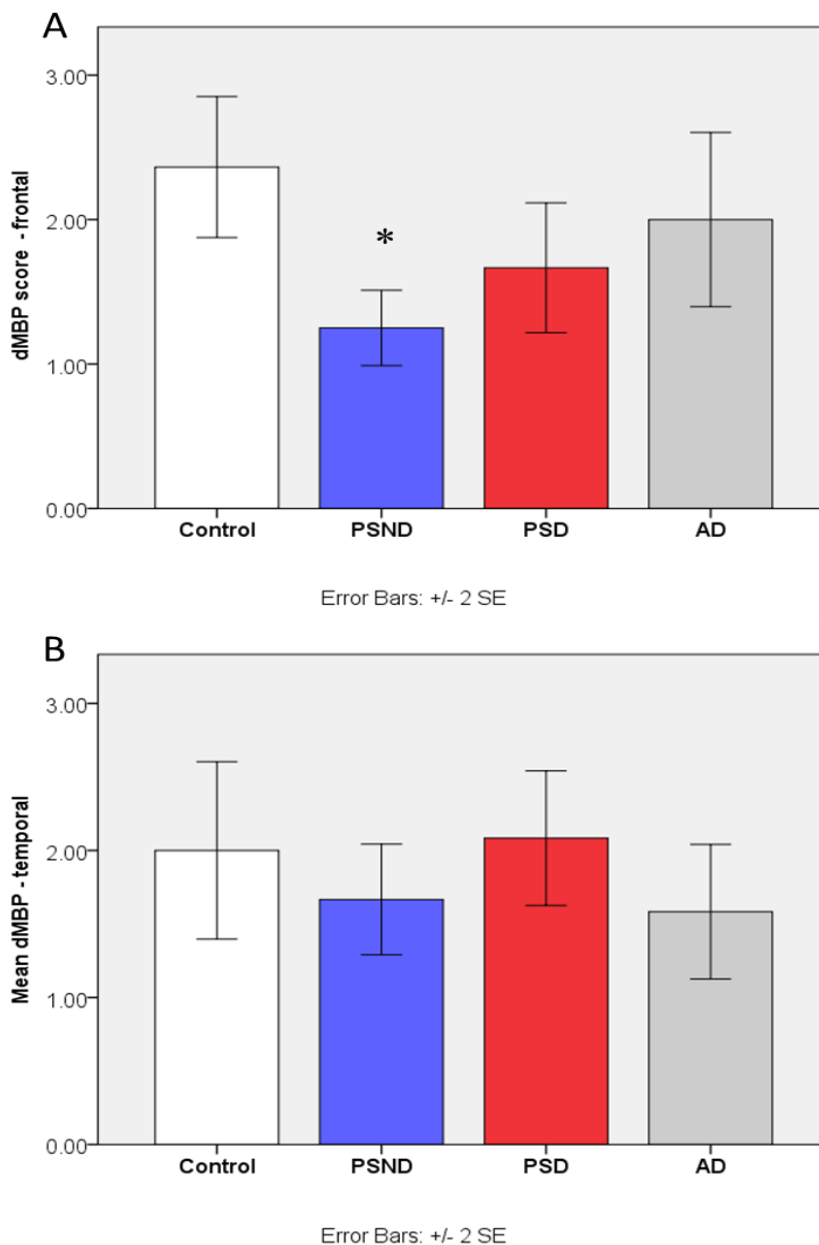 A
3.00
2.00
1.00
0.00
dMBP score - frontal
*
Control PSND PSD AD
Error Bars: +/- 2 SE
B
3.00
2.00
1.00
0.00
Mean dMBP - temporal
Control PSND PSD AD
Error Bars: +/- 2 SE